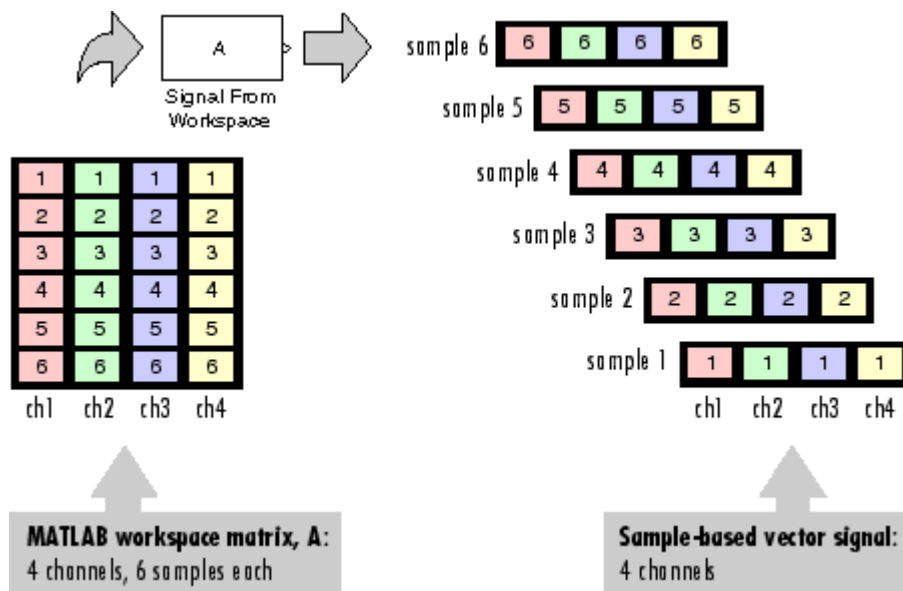 A
Signal From
Workspace
1 1 1 1
2 2 2 2
3 3 3 3
4 4 4 4
5 5 5 5
6 6 6 6
ch1 ch2 ch3 ch4
MATLAB workspace matrix, A:
4 channels, 6 samples each
sample 6 6 6 6 6
sample 5 5 5 5 5
sample 4 4 4 4 4
sample 3 3 3 3 3
sample 2 2 2 2 2
sample 1 1 1 1 1
ch1 ch2 ch3 ch4
Sample-based vector signal:
4 channels